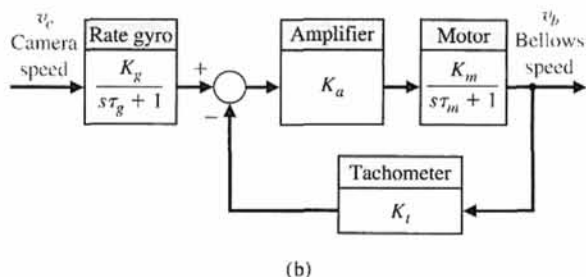 v_c
Camera
speed
Rate gyro
K_g
sτ_g + 1
+
−
Amplifier
K_a
Motor
K_m
sτ_m + 1
v_b
Bellows
speed
Tachometer
K_t
(b)